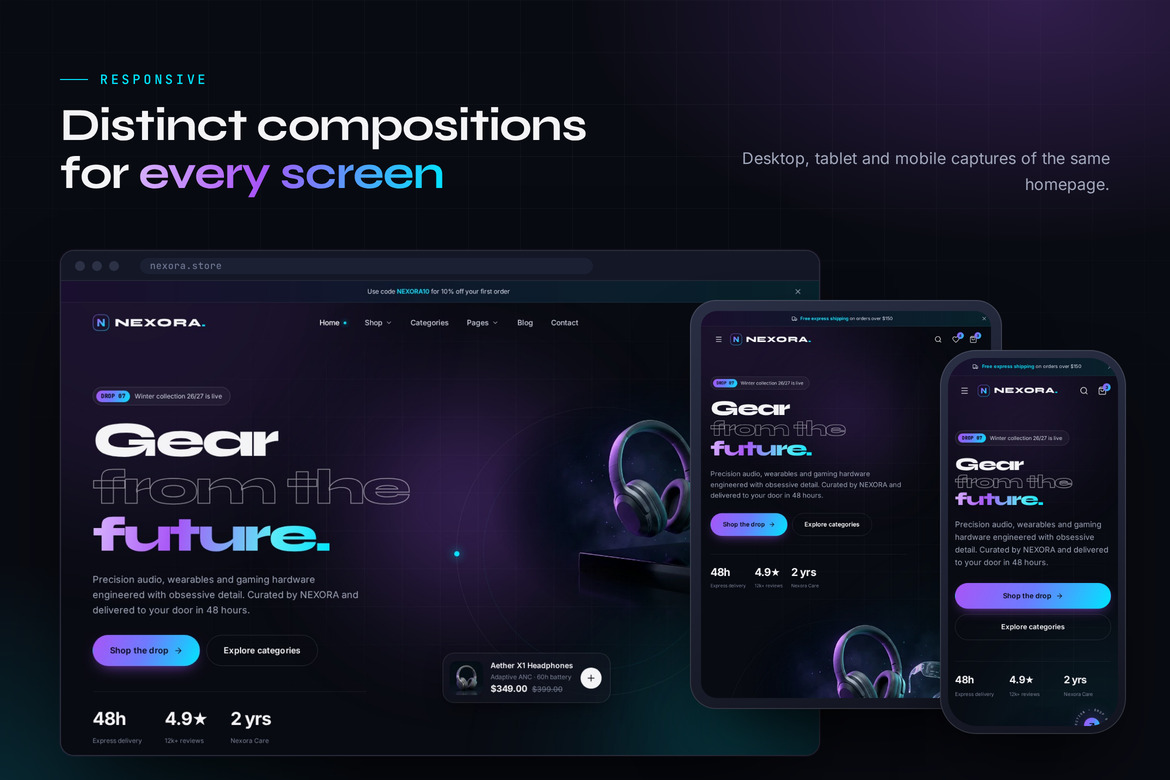 RESPONSIVE
Distinct compositions
for every screen
Desktop, tablet and mobile captures of the same
homepage.
nexora.store
Use code NEXORA10 for 10% off your first order
N NEXORA.
Home
Shop
Categories
Pages
Blog
Contact
DROP 07 Winter collection 26/27 is live
Gear
from the
future.
Precision audio, wearables and gaming hardware
engineered with obsessive detail. Curated by NEXORA and
delivered to your door in 48 hours.
Shop the drop →
Explore categories
48h
Express delivery
4.9★
12k+ reviews
2 yrs
Nexora Care
Aether X1 Headphones
Adaptive ANC · 60h battery
$349.00 $399.00
Free express shipping on orders over $150
N NEXORA.
DROP 07 Winter collection 26/27 is live
Gear
from the
future.
Precision audio, wearables and gaming hardware
engineered with obsessive detail. Curated by NEXORA and
delivered to your door in 48 hours.
Shop the drop →
Explore categories
48h
Express delivery
4.9★
12k+ reviews
2 yrs
Nexora Care
Free express shipping on orders over $150
N NEXORA.
DROP 07 Winter collection 26/27 is live
Gear
from the
future.
Precision audio, wearables and gaming
hardware engineered with obsessive
detail. Curated by NEXORA and delivered
to your door in 48 hours.
Shop the drop →
Explore categories
48h
Express delivery
4.9★
12k+ reviews
2 yrs
Nexora Care